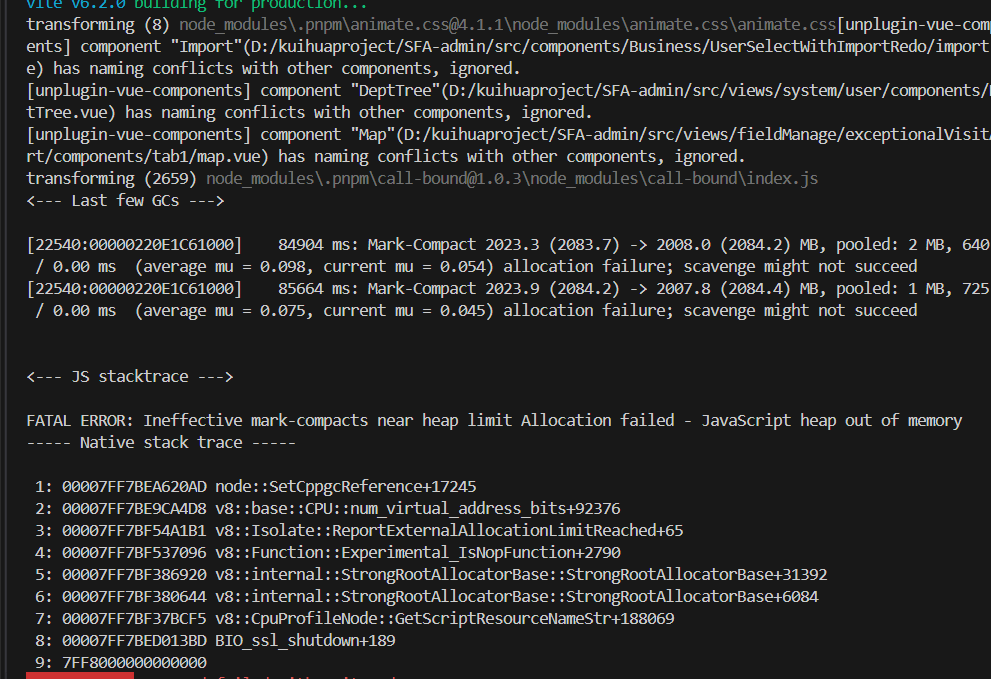 vite v6.2.0 building for production...
transforming (8) node_modules\.pnpm\animate.css@4.1.1\node_modules\animate.css\animate.css[unplugin-vue-com
ents] component "Import"(D:/kuihuaproject/SFA-admin/src/components/Business/UserSelectWithImportRedo/import
e) has naming conflicts with other components, ignored.
[unplugin-vue-components] component "DeptTree"(D:/kuihuaproject/SFA-admin/src/views/system/user/components/
tTree.vue) has naming conflicts with other components, ignored.
[unplugin-vue-components] component "Map"(D:/kuihuaproject/SFA-admin/src/views/fieldManage/exceptionalVisit
rt/components/tab1/map.vue) has naming conflicts with other components, ignored.
transforming (2659) node_modules\.pnpm\call-bound@1.0.3\node_modules\call-bound\index.js
<--- Last few GCs --->
[22540:00000220E1C61000]    84904 ms: Mark-Compact 2023.3 (2083.7) -> 2008.0 (2084.2) MB, pooled: 2 MB, 640
/ 0.00 ms  (average mu = 0.098, current mu = 0.054) allocation failure; scavenge might not succeed
[22540:00000220E1C61000]    85664 ms: Mark-Compact 2023.9 (2084.2) -> 2007.8 (2084.4) MB, pooled: 1 MB, 725
/ 0.00 ms  (average mu = 0.075, current mu = 0.045) allocation failure; scavenge might not succeed
<--- JS stacktrace --->
FATAL ERROR: Ineffective mark-compacts near heap limit Allocation failed - JavaScript heap out of memory
----- Native stack trace -----
1: 00007FF7BEA620AD node::SetCppgcReference+17245
2: 00007FF7BE9CA4D8 v8::base::CPU::num_virtual_address_bits+92376
3: 00007FF7BF54A1B1 v8::Isolate::ReportExternalAllocationLimitReached+65
4: 00007FF7BF537096 v8::Function::Experimental_IsNopFunction+2790
5: 00007FF7BF386920 v8::internal::StrongRootAllocatorBase::StrongRootAllocatorBase+31392
6: 00007FF7BF380644 v8::internal::StrongRootAllocatorBase::StrongRootAllocatorBase+6084
7: 00007FF7BF37BCF5 v8::CpuProfileNode::GetScriptResourceNameStr+188069
8: 00007FF7BED013BD BIO_ssl_shutdown+189
9: 7FF8000000000000